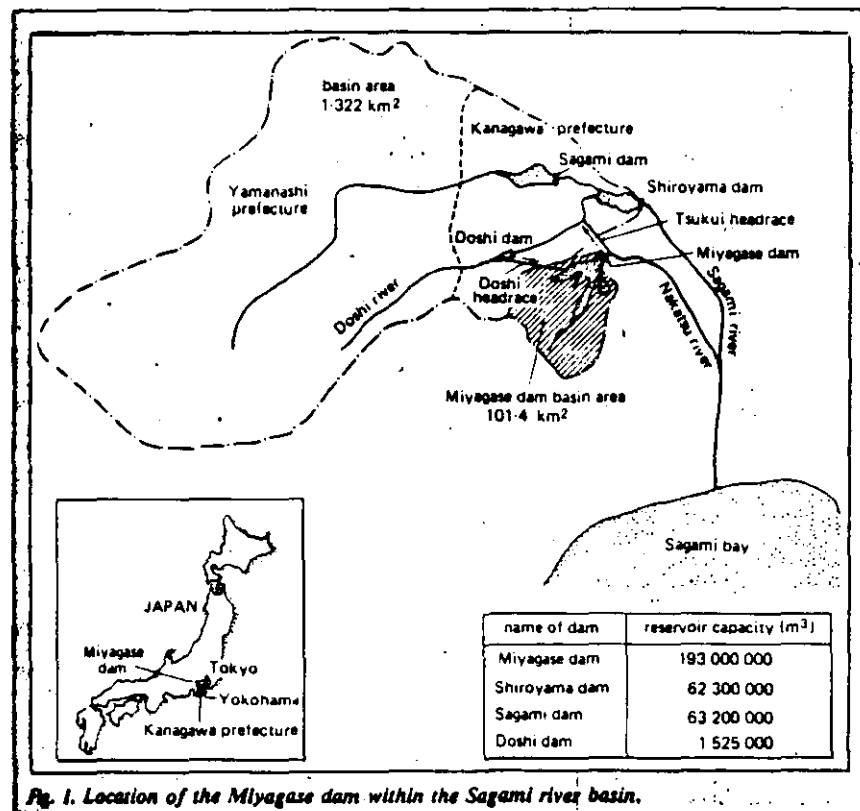 basin area
1·322 km²
Kanagawa prefecture
Sagami dam
Yamanashi
prefecture
Shiroyama dam
Tsukui headrace
Doshi dam
Miyagase dam
Doshi
headrace
Doshi river
Sagami river
Nakatsu river
Miyagase dam basin area
101·4 km²
Sagami bay
JAPAN
Miyagase
dam
Tokyo
Yokohama
Kanagawa prefecture
name of dam reservoir capacity (m³)
Miyagase dam 193 000 000
Shiroyama dam 62 300 000
Sagami dam 63 200 000
Doshi dam 1 525 000
Fig. 1. Location of the Miyagase dam within the Sagami river basin.